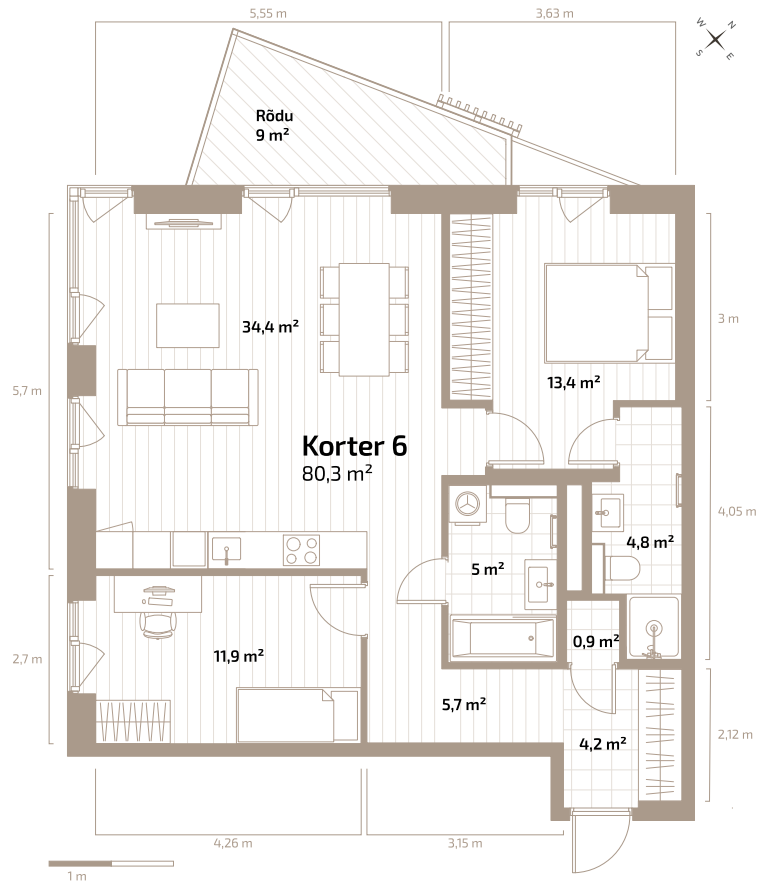 5,55 m
3,63 m
W
N
S
E
Rõdu
9 m²
34,4 m²
3 m
13,4 m²
5,7 m
Korter 6
80,3 m²
4,05 m
4,8 m²
5 m²
0,9 m²
11,9 m²
2,7 m
5,7 m²
4,2 m²
2,12 m
4,26 m
3,15 m
1 m